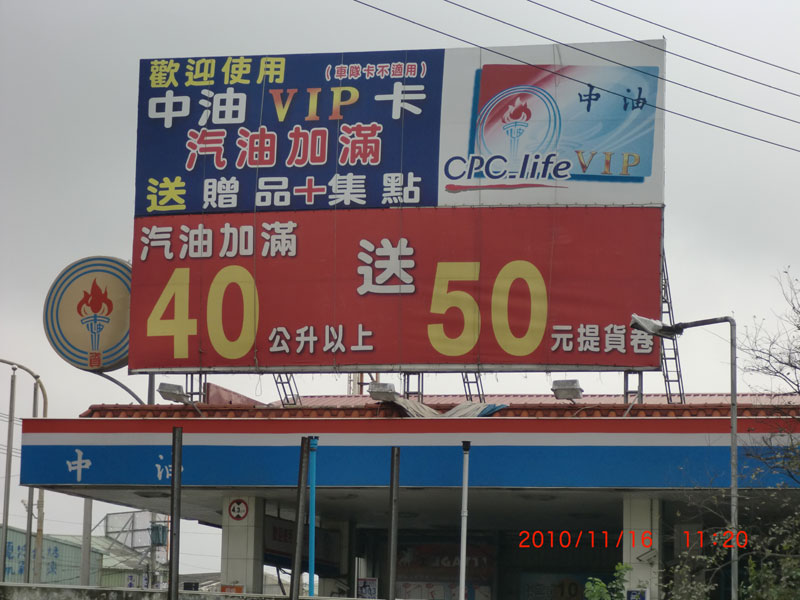 歡迎使用 (車隊卡不適用)
中油 VIP 卡
汽油加滿
送 贈品+集點
中油
CPC-life VIP
汽油加滿 送
40 公升以上 50 元提貨卷
中 油
2010/11/16 11:20